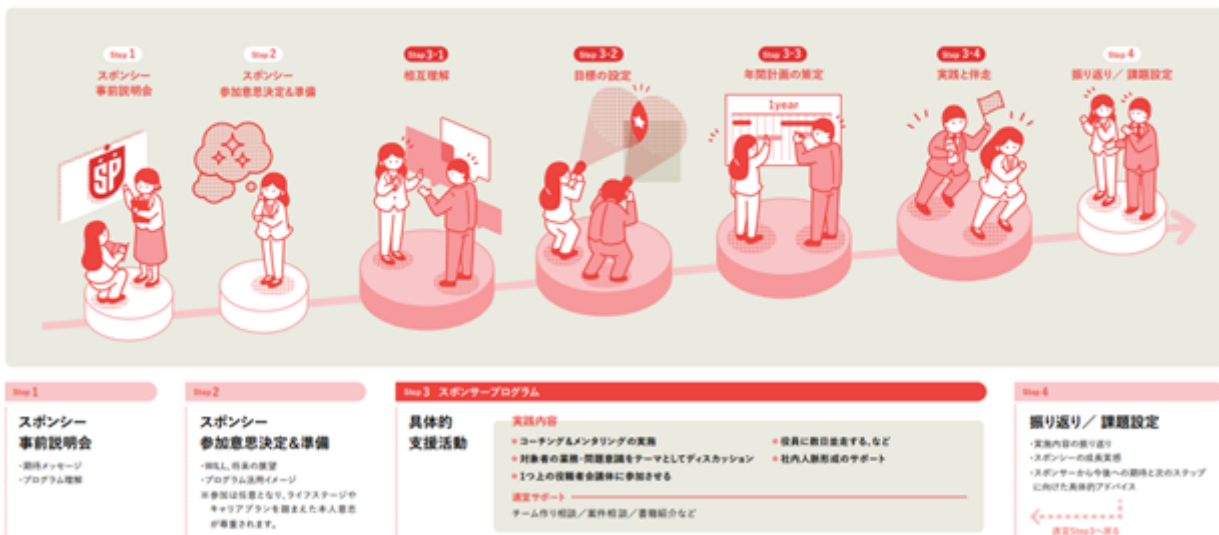 Step 1
スポンシー
事前説明会
Step 2
スポンシー
参加意思決定&準備
Step 3-1
相互理解
Step 3-2
目標の設定
Step 3-3
年間計画の策定
Step 3-4
実践と伴走
Step 4
振り返り／課題設定
SP
1year
Step 1
スポンシー
事前説明会
・期待メッセージ
・プログラム理解
Step 2
スポンシー
参加意思決定&準備
・WILL、将来の展望
・プログラム活用イメージ
※参加は任意となり、ライフステージや
キャリアプランを踏まえた本人意志
が尊重されます。
Step 3 スポンサープログラム
具体的
支援活動
実践内容
● コーチング&メンタリングの実施
● 対象者の業務・問題意識をテーマとしてディスカッション
● 1つ上の役職者会議体に参加させる
● 役員に数日並走する、など
● 社内人脈形成のサポート
運営サポート
チーム作り相談／案件相談／書籍紹介など
Step 4
振り返り／課題設定
・実施内容の振り返り
・スポンシーの成長実感
・スポンサーから今後への期待と次のステップ
に向けた具体的アドバイス
適宜Step3へ戻る